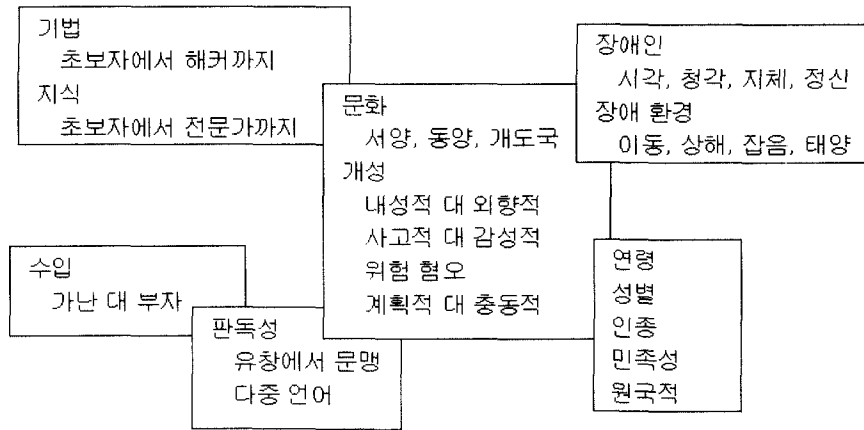 기법
초보자에서 해커까지
지식
초보자에서 전문가까지
문화
서양, 동양, 개도국
개성
내성적 대 외향적
사고적 대 감성적
위험 혐오
계획적 대 충동적
장애인
시각, 청각, 지체, 정신
장애 환경
이동, 상해, 잡음, 태양
수입
가난 대 부자
판독성
유창에서 문맹
다중 언어
연령
성별
인종
민족성
원국적